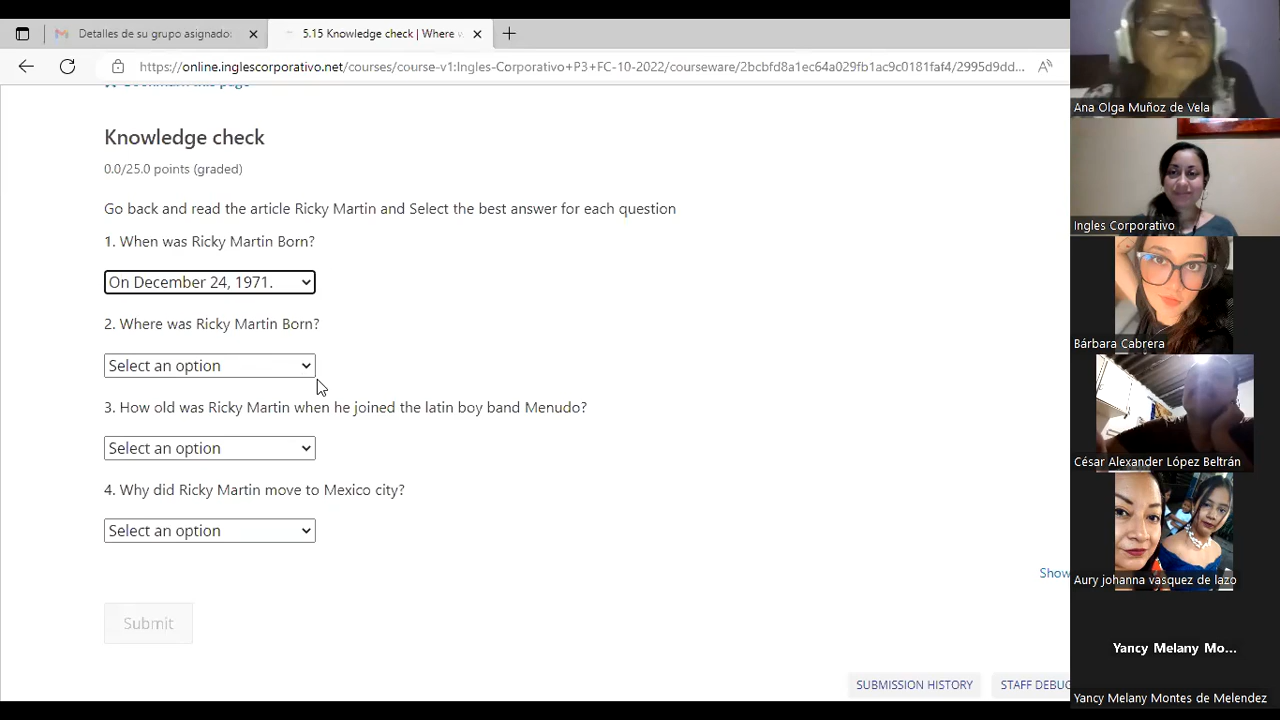 Detalles de su grupo asignado:
5.15 Knowledge check | Where v
https://online.inglescorporativo.net/courses/course-v1:Ingles-Corporativo+P3+FC-10-2022/courseware/2bcbfd8a1ec64a029fb1ac9c0181faf4/2995d9dd...
Knowledge check
0.0/25.0 points (graded)
Go back and read the article Ricky Martin and Select the best answer for each question
1. When was Ricky Martin Born?
On December 24, 1971.
2. Where was Ricky Martin Born?
Select an option
3. How old was Ricky Martin when he joined the latin boy band Menudo?
Select an option
4. Why did Ricky Martin move to Mexico city?
Select an option
Show
Submit
SUBMISSION HISTORY
STAFF DEBUG
Ana Olga Muñoz de Vela
Ingles Corporativo
Bárbara Cabrera
César Alexander López Beltrán
Aury johanna vasquez de lazo
Yancy Melany Mo...
Yancy Melany Montes de Melendez